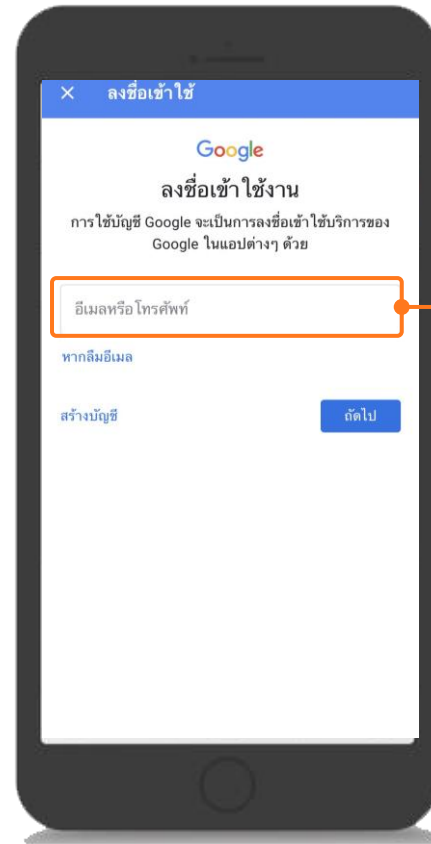 × ลงชื่อเข้าใช้
Google
ลงชื่อเข้าใช้งาน
การใช้บัญชี Google จะเป็นการลงชื่อเข้าใช้บริการของ
Google ในแอปต่างๆ ด้วย
อีเมลหรือโทรศัพท์
หากลืมอีเมล
สร้างบัญชี
ถัดไป